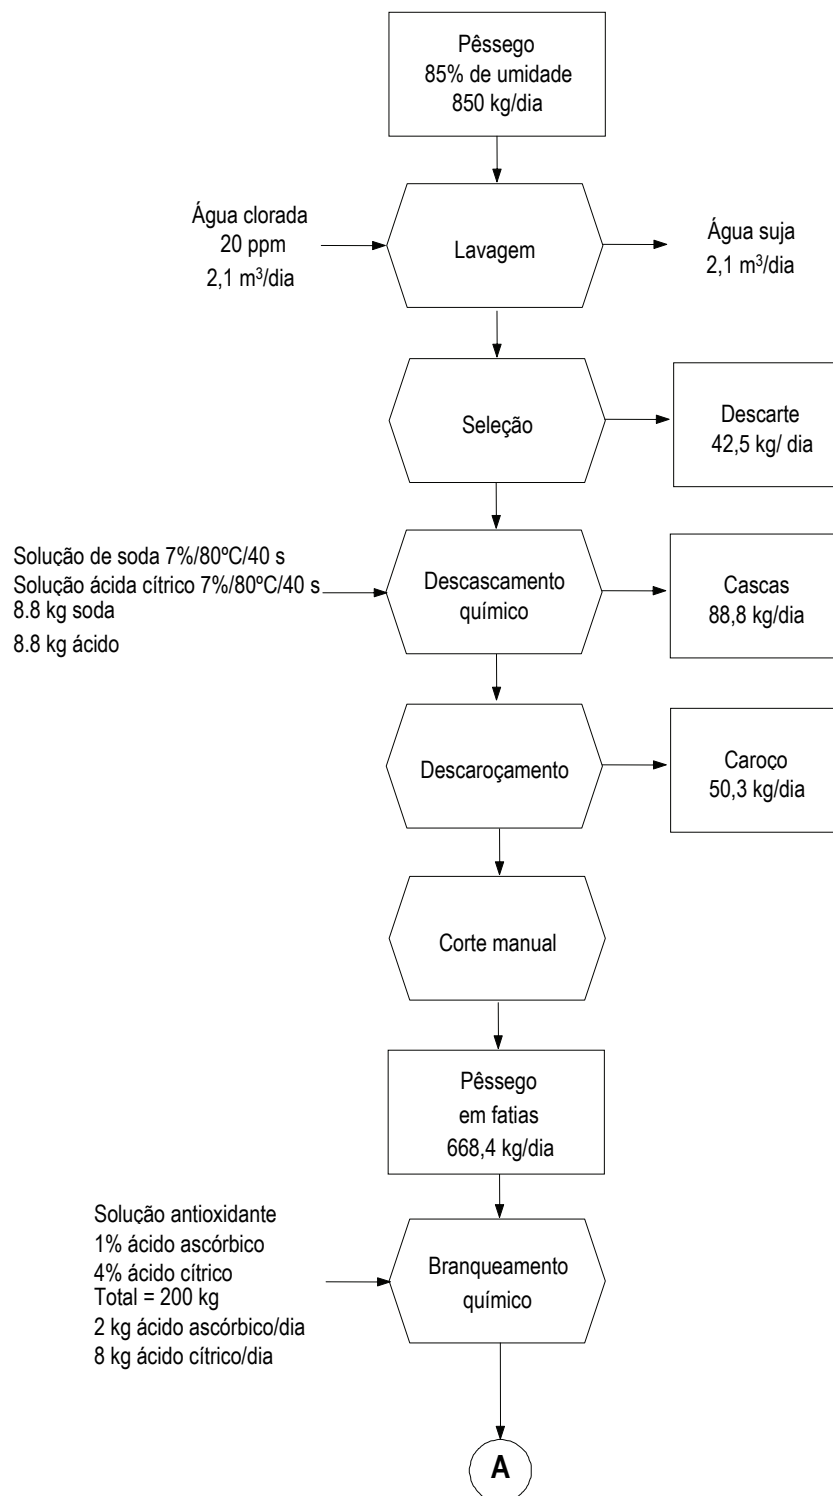 Pêssego
85% de umidade
850 kg/dia
Água clorada
20 ppm
2,1 m³/dia
Lavagem
Água suja
2,1 m³/dia
Seleção
Descarte
42,5 kg/ dia
Solução de soda 7%/80ºC/40 s
Solução ácida cítrico 7%/80ºC/40 s
8.8 kg soda
8.8 kg ácido
Descascamento
químico
Cascas
88,8 kg/dia
Descaroçamento
Caroço
50,3 kg/dia
Corte manual
Pêssego
em fatias
668,4 kg/dia
Solução antioxidante
1% ácido ascórbico
4% ácido cítrico
Total = 200 kg
2 kg ácido ascórbico/dia
8 kg ácido cítrico/dia
Branqueamento
químico
A